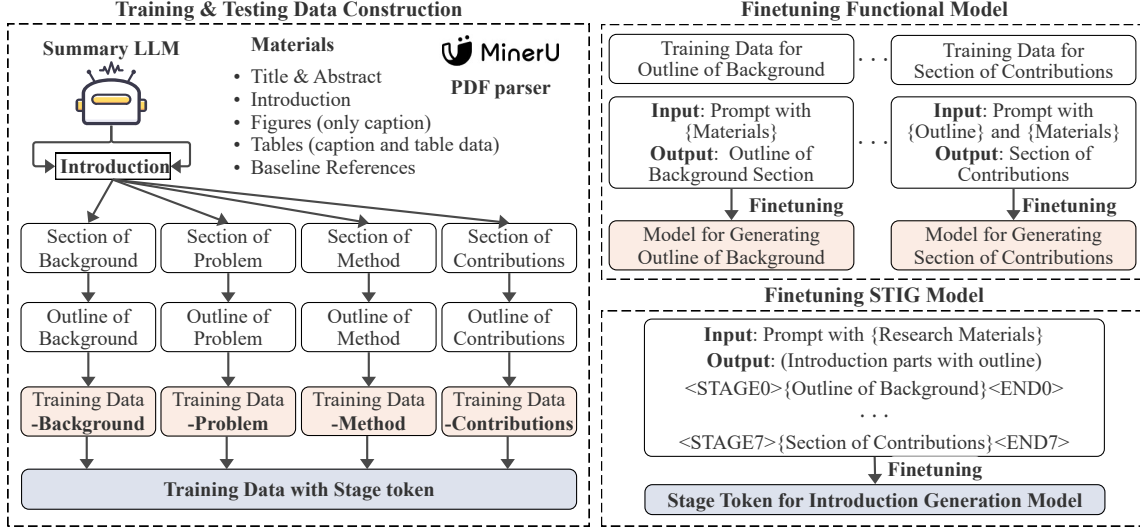 Training & Testing Data Construction
Summary LLM
Introduction
Materials
• Title & Abstract
• Introduction
• Figures (only caption)
• Tables (caption and table data)
• Baseline References
MinerU
PDF parser
Section of
Background
Section of
Problem
Section of
Method
Section of
Contributions
Outline of
Background
Outline of
Problem
Outline of
Method
Outline of
Contributions
Training Data
-Background
Training Data
-Problem
Training Data
-Method
Training Data
-Contributions
Training Data with Stage token
Finetuning Functional Model
Training Data for
Outline of Background
. . .
Training Data for
Section of Contributions
Input: Prompt with
{Materials}
Output: Outline of
Background Section
. . .
Input: Prompt with
{Outline} and {Materials}
Output: Section of
Contributions
Finetuning
Finetuning
Model for Generating
Outline of Background
Model for Generating
Section of Contributions
Finetuning STIG Model
Input: Prompt with {Research Materials}
Output: (Introduction parts with outline)
<STAGE0>{Outline of Background}<END0>
. . .
<STAGE7>{Section of Contributions}<END7>
Finetuning
Stage Token for Introduction Generation Model